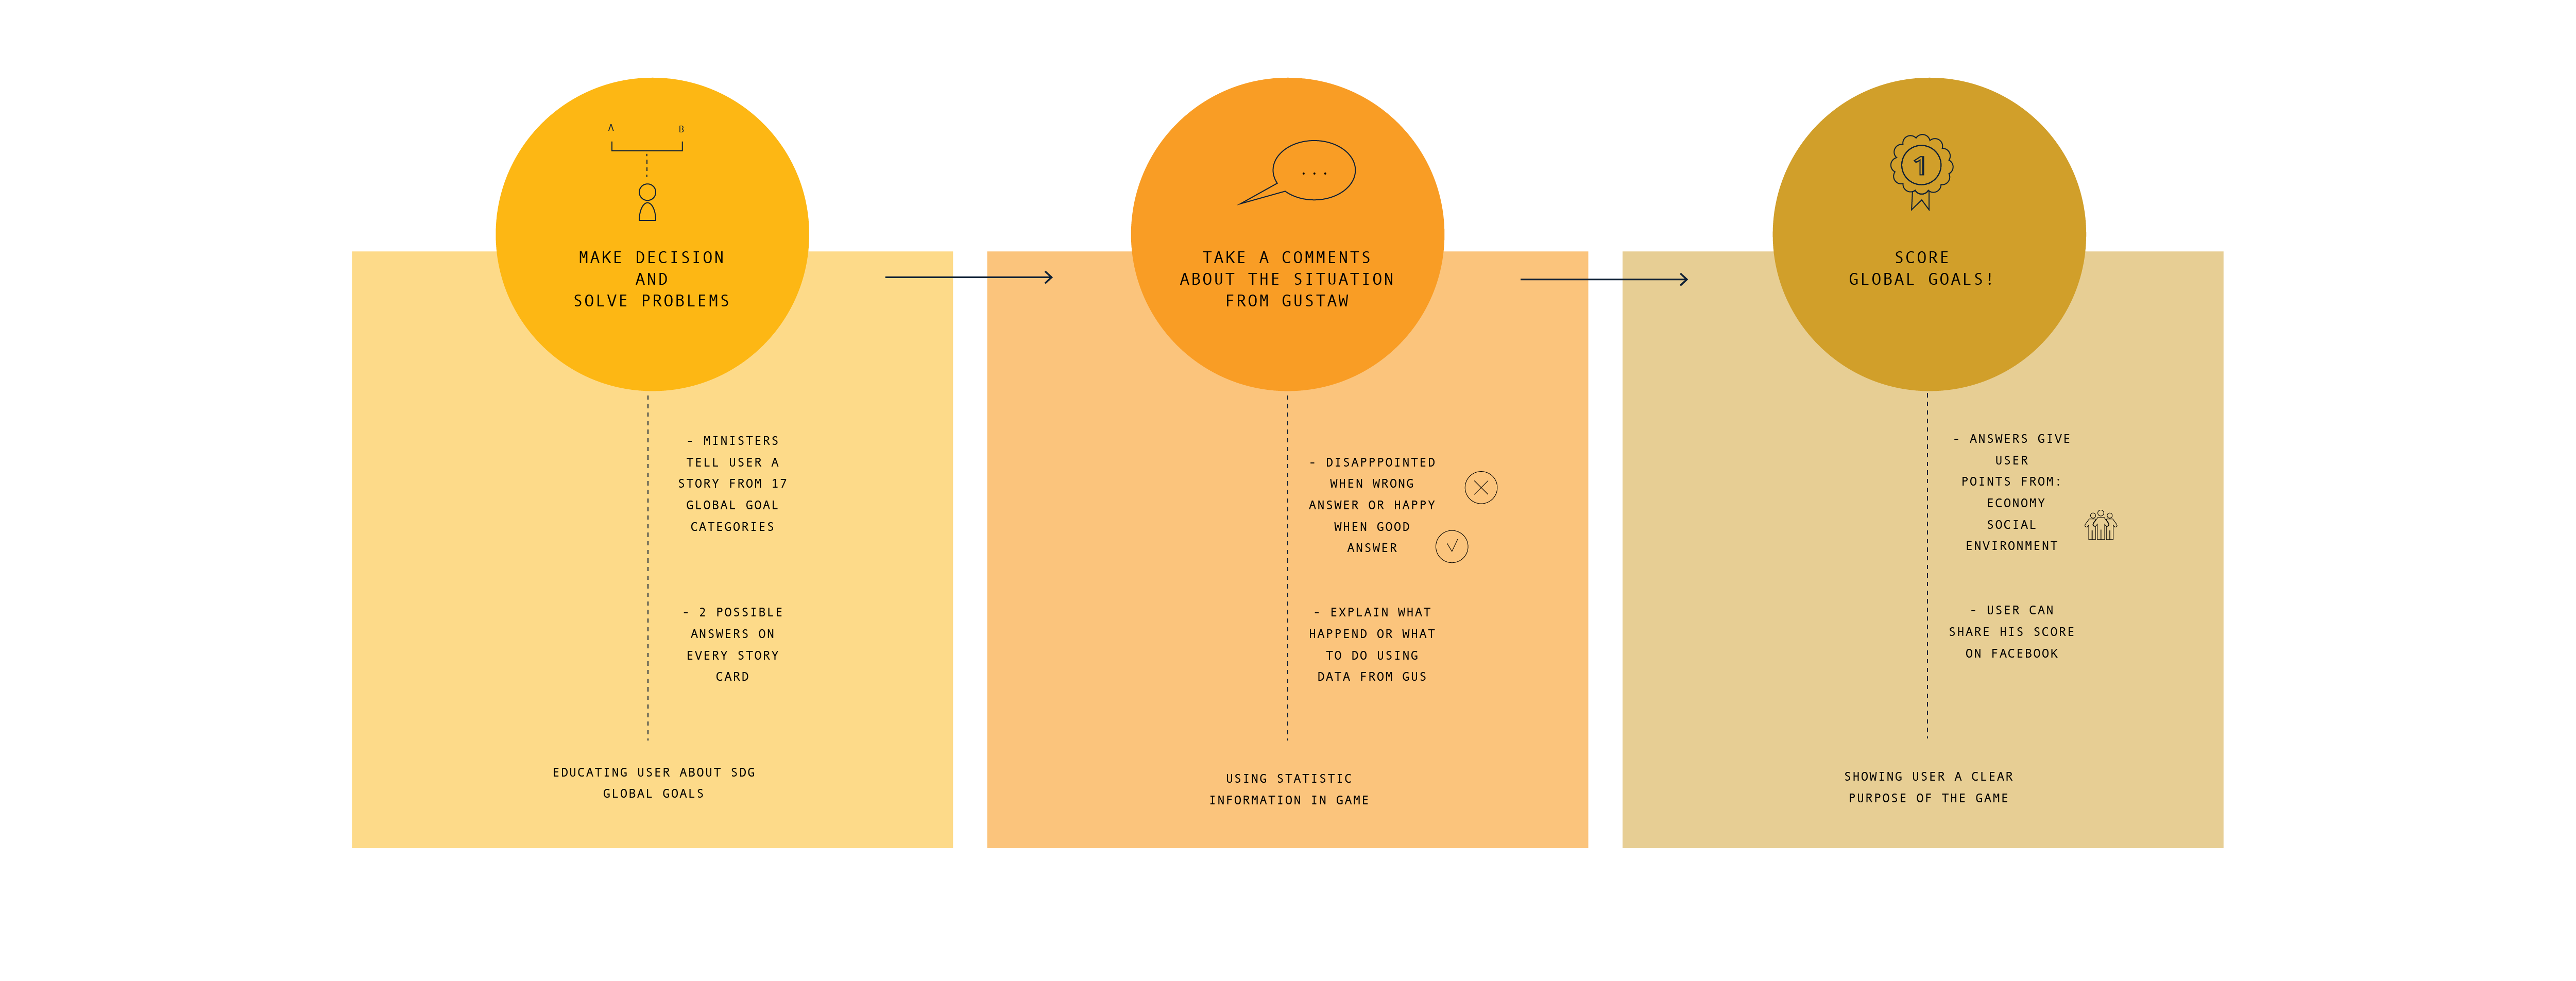 A B
MAKE DECISION
AND
SOLVE PROBLEMS
- MINISTERS
TELL USER A
STORY FROM 17
GLOBAL GOAL
CATEGORIES
- 2 POSSIBLE
ANSWERS ON
EVERY STORY
CARD
EDUCATING USER ABOUT SDG
GLOBAL GOALS
...
TAKE A COMMENTS
ABOUT THE SITUATION
FROM GUSTAW
- DISAPPPOINTED
WHEN WRONG
ANSWER OR HAPPY
WHEN GOOD
ANSWER
- EXPLAIN WHAT
HAPPEND OR WHAT
TO DO USING
DATA FROM GUS
USING STATISTIC
INFORMATION IN GAME
1
SCORE
GLOBAL GOALS!
- ANSWERS GIVE
USER
POINTS FROM:
ECONOMY
SOCIAL
ENVIRONMENT
- USER CAN
SHARE HIS SCORE
ON FACEBOOK
SHOWING USER A CLEAR
PURPOSE OF THE GAME